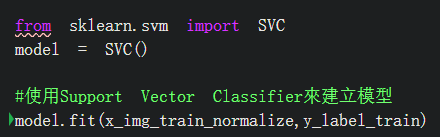 from sklearn.svm import SVC
model = SVC()
#使用Support Vector Classifier來建立模型
model.fit(x_img_train_normalize,y_label_train)